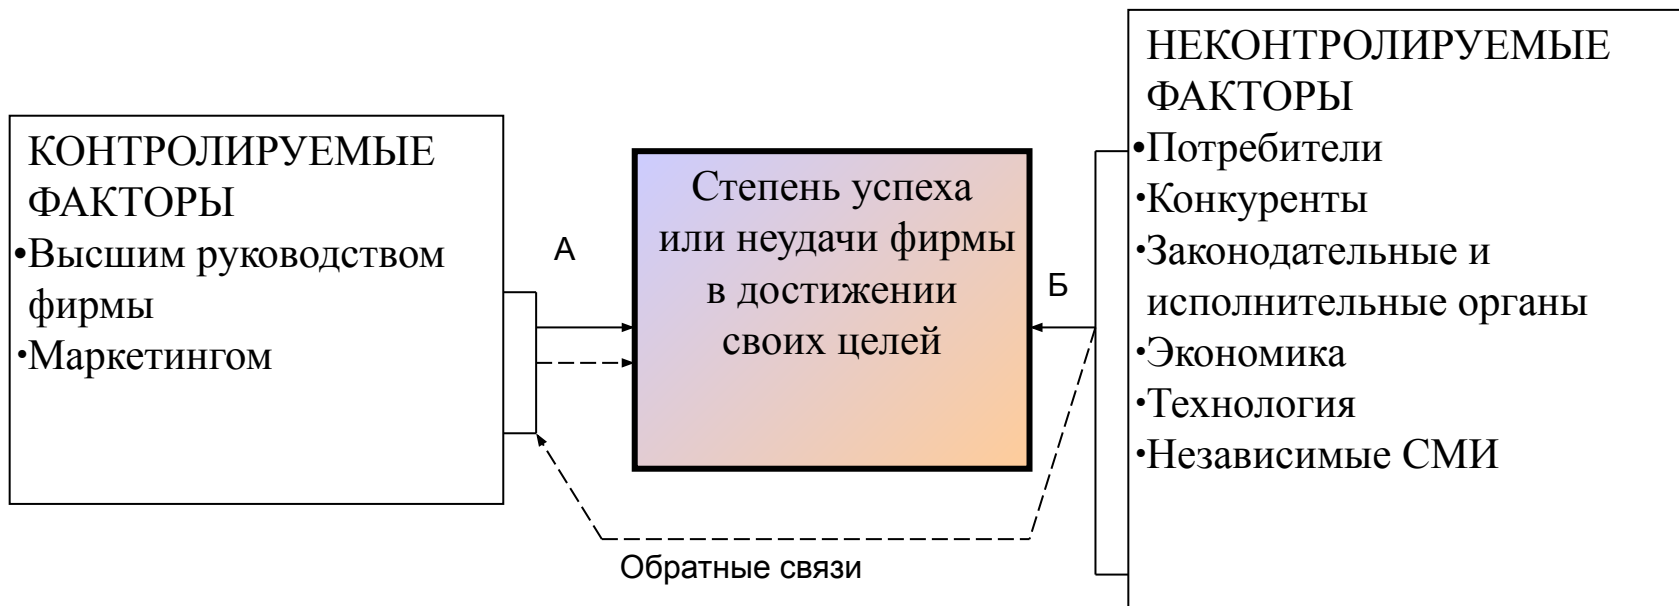 КОНТРОЛИРУЕМЫЕ
ФАКТОРЫ
•Высшим руководством
фирмы
•Маркетингом
А
Степень успеха
или неудачи фирмы
в достижении
своих целей
Б
НЕКОНТРОЛИРУЕМЫЕ
ФАКТОРЫ
•Потребители
•Конкуренты
•Законодательные и
исполнительные органы
•Экономика
•Технология
•Независимые СМИ
Обратные связи